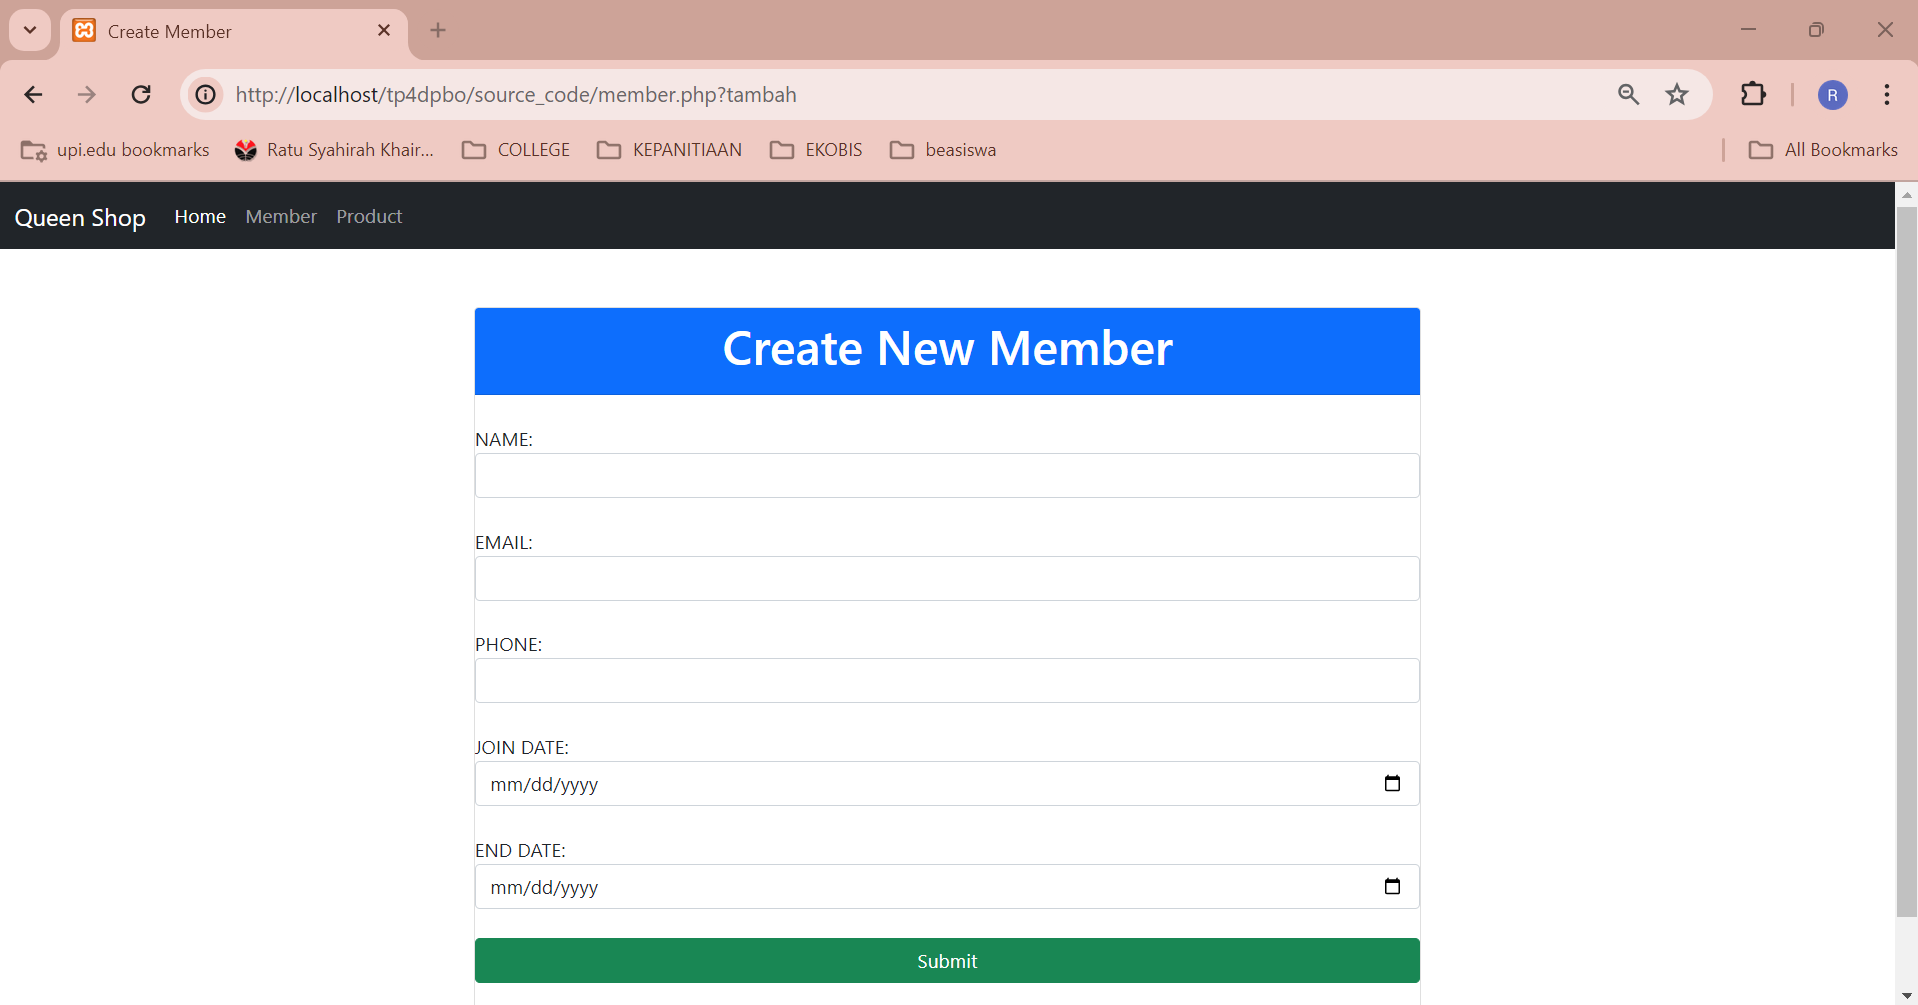 Create Member
http://localhost/tp4dpbo/source_code/member.php?tambah
R
upi.edu bookmarks
Ratu Syahirah Khair...
COLLEGE
KEPANITIAAN
EKOBIS
beasiswa
All Bookmarks
Queen Shop Home Member Product
Create New Member
NAME:
EMAIL:
PHONE:
JOIN DATE:
mm/dd/yyyy
END DATE:
mm/dd/yyyy
Submit